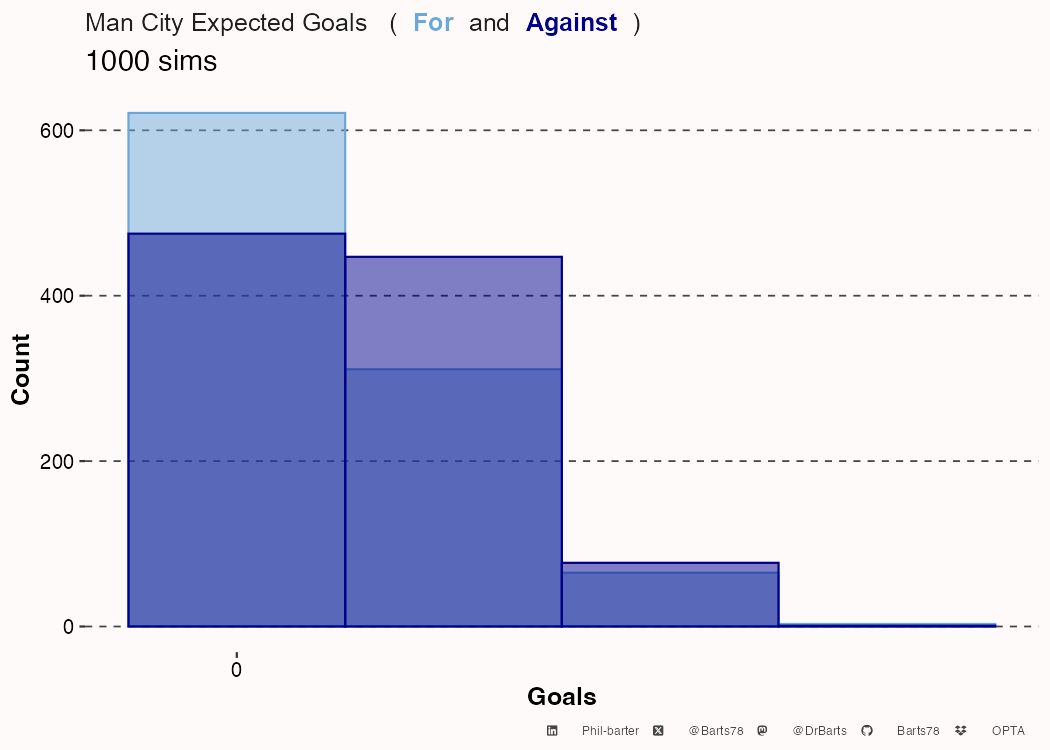 Man City Expected Goals ( For and Against )
1000 sims
600
400
200
0
Count
0
Goals
Phil-barter @Barts78 @DrBarts Barts78 OPTA